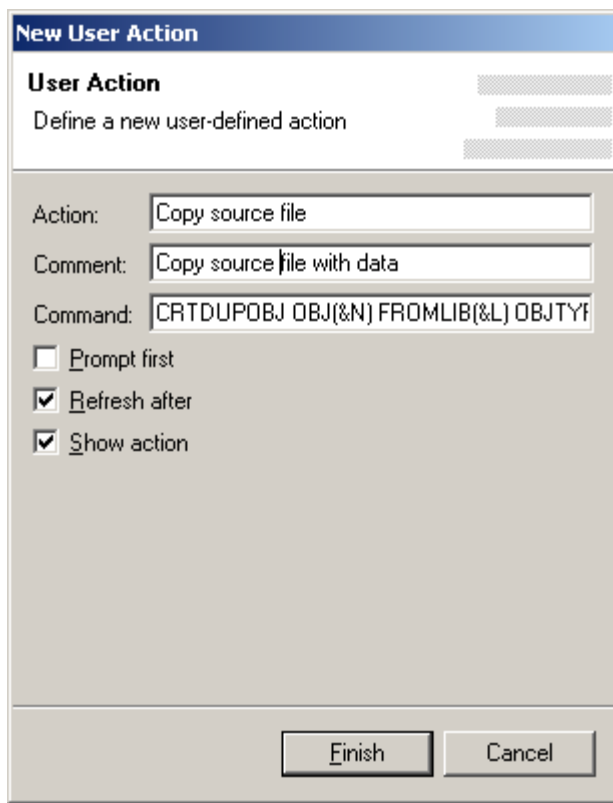 New User Action
User Action
Define a new user-defined action
Action: Copy source file
Comment: Copy source file with data
Command: CRTDUPOBJ OBJ(&N) FROMLIB(&L) OBJTYP
Prompt first
Refresh after
Show action
Finish Cancel